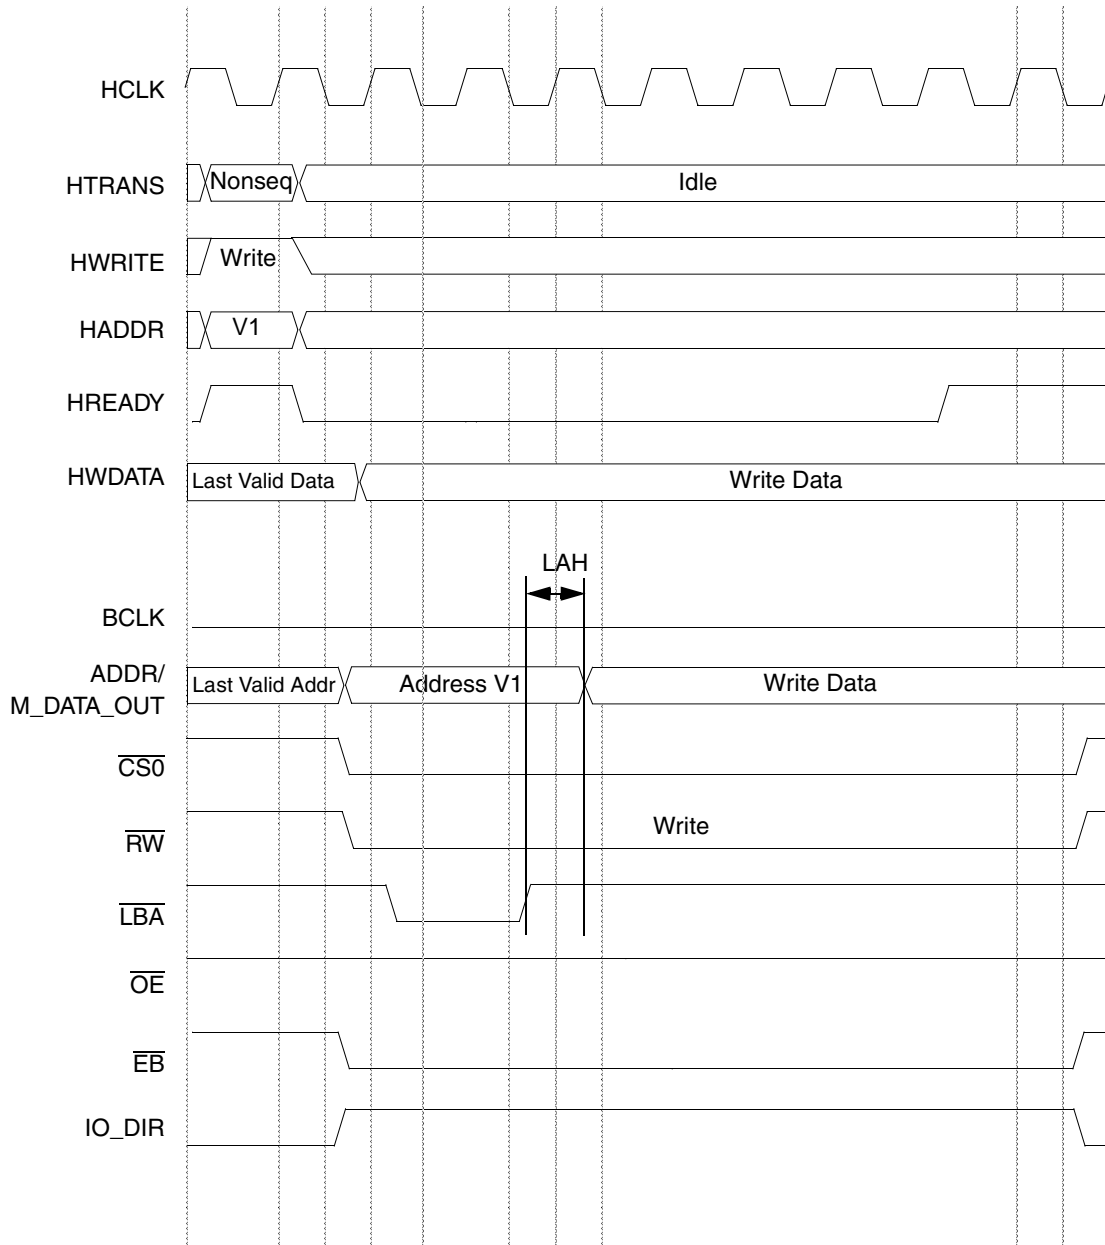 HCLK
HTRANS Nonseq Idle
HWRITE Write
HADDR V1
HREADY
HWDATA Last Valid Data Write Data
LAH
BCLK
ADDR/
M_DATA_OUT Last Valid Addr Address V1 Write Data
CS0
RW Write
LBA
OE
EB
IO_DIR